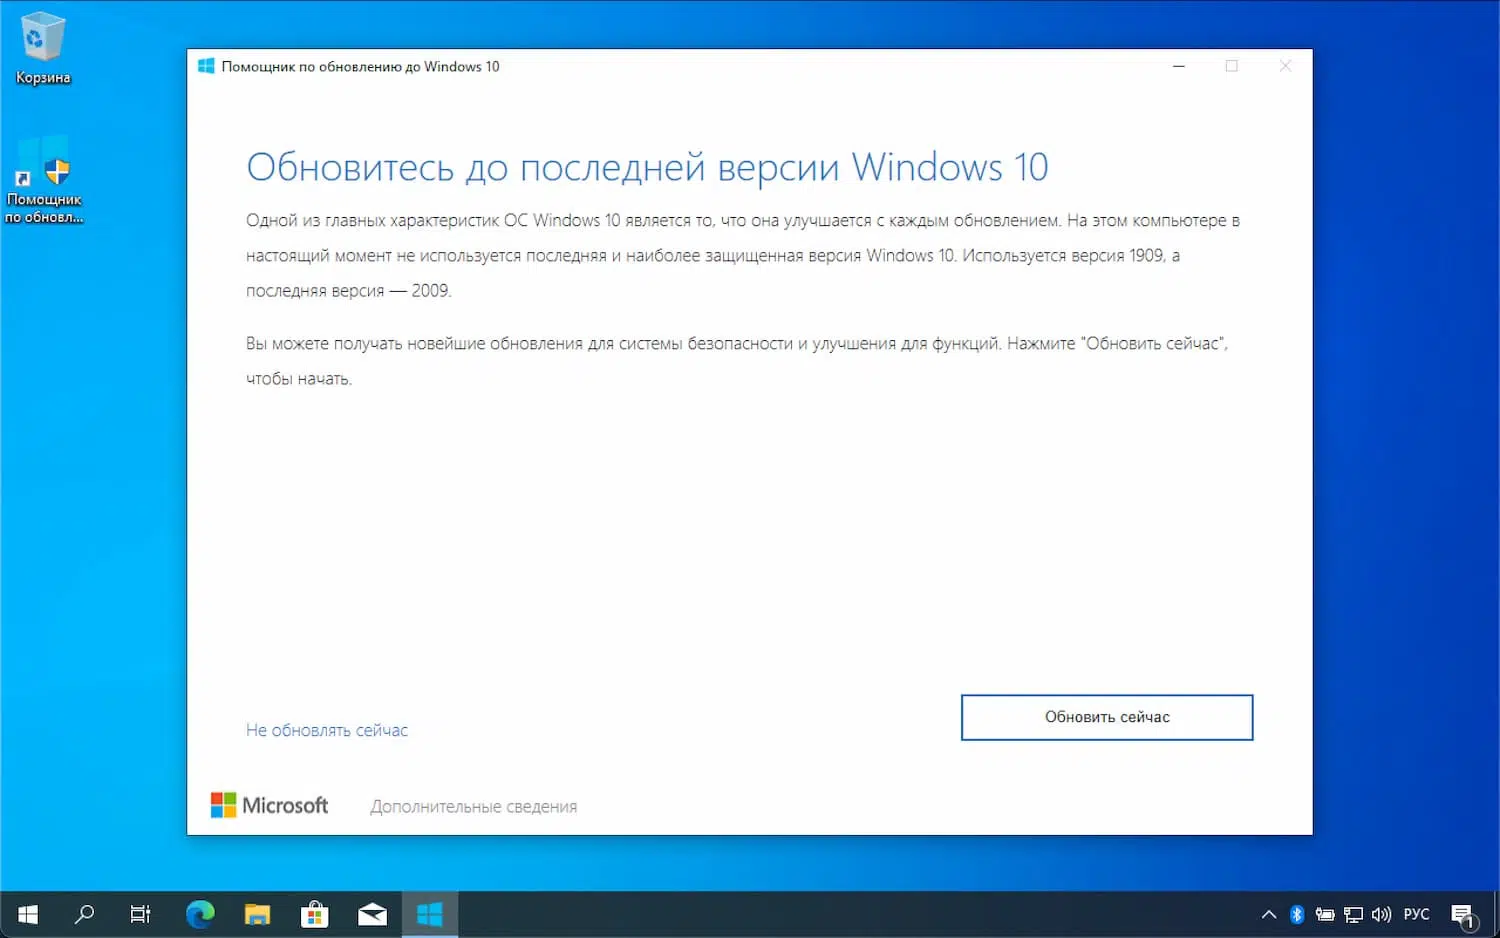 Корзина
Помощник
по обновл...
Помощник по обновлению до Windows 10
Обновитесь до последней версии Windows 10
Одной из главных характеристик ОС Windows 10 является то, что она улучшается с каждым обновлением. На этом компьютере в
настоящий момент не используется последняя и наиболее защищенная версия Windows 10. Используется версия 1909, а
последняя версия — 2009.
Вы можете получать новейшие обновления для системы безопасности и улучшения для функций. Нажмите "Обновить сейчас",
чтобы начать.
Не обновлять сейчас
Обновить сейчас
Microsoft
Дополнительные сведения
РУС
1